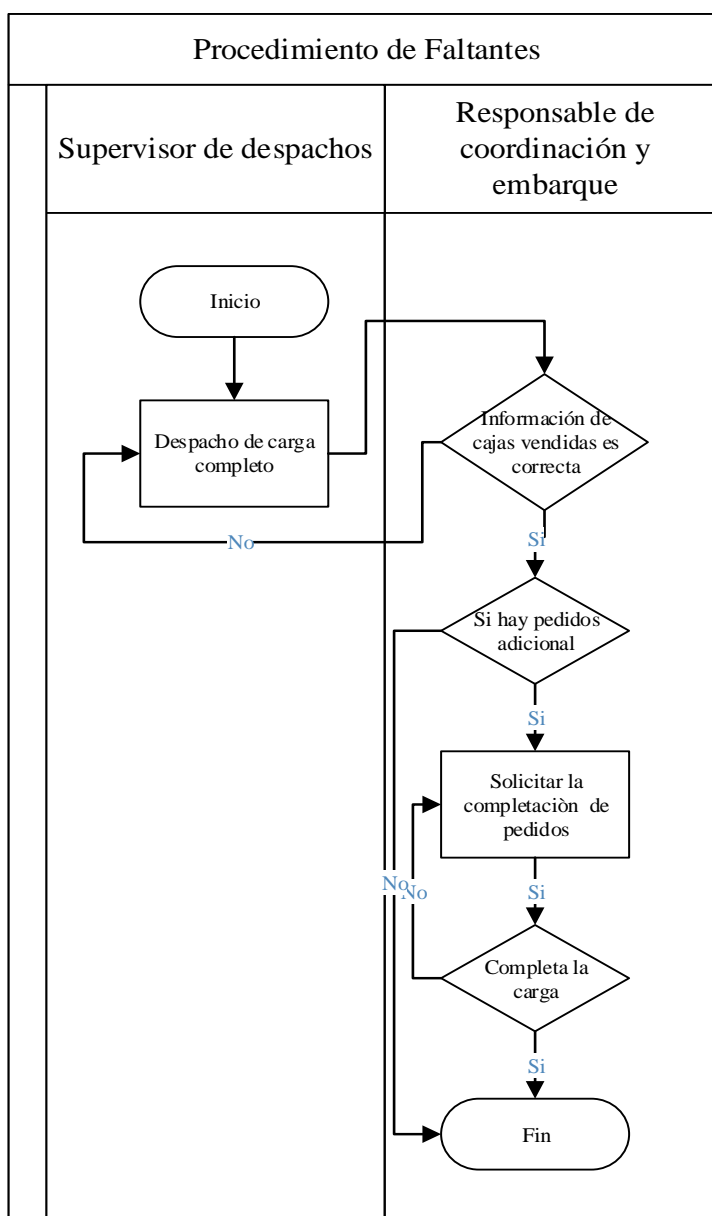 Procedimiento de Faltantes
Supervisor de despachos
Responsable de
coordinación y
embarque
Inicio
Despacho de carga
completo
Información de
cajas vendidas es
correcta
No
Si
Si hay pedidos
adicional
Si
Solicitar la
completaciòn de
pedidos
No
No
Si
Completa la
carga
Si
Fin